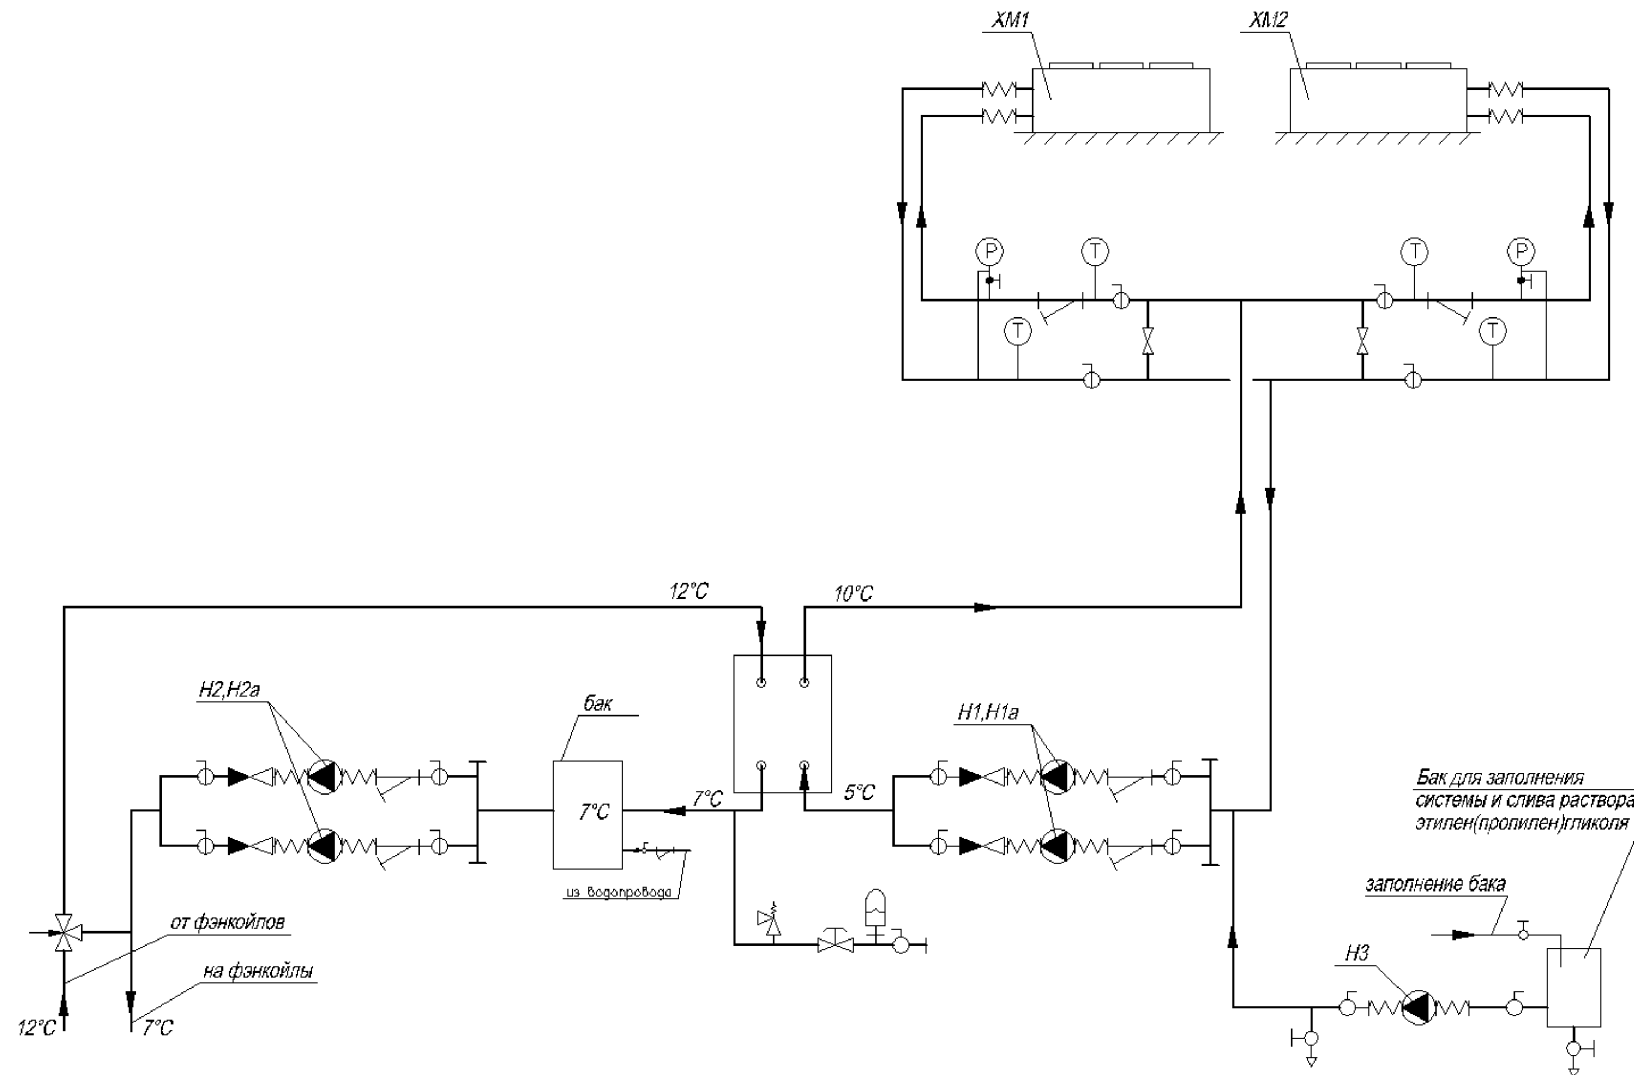 ХМ1
ХМ2
Р
Т
Т
Р
Т
Т
12°С
10°С
Н2,Н2а
бак
Н1,Н1а
7°С
7°С
5°С
Бак для заполнения
системы и слива раствора
этилен(пропилен)гликоля
из водопровода
заполнение бака
от фэнкойлов
на фэнкойлы
Н3
12°С
7°С